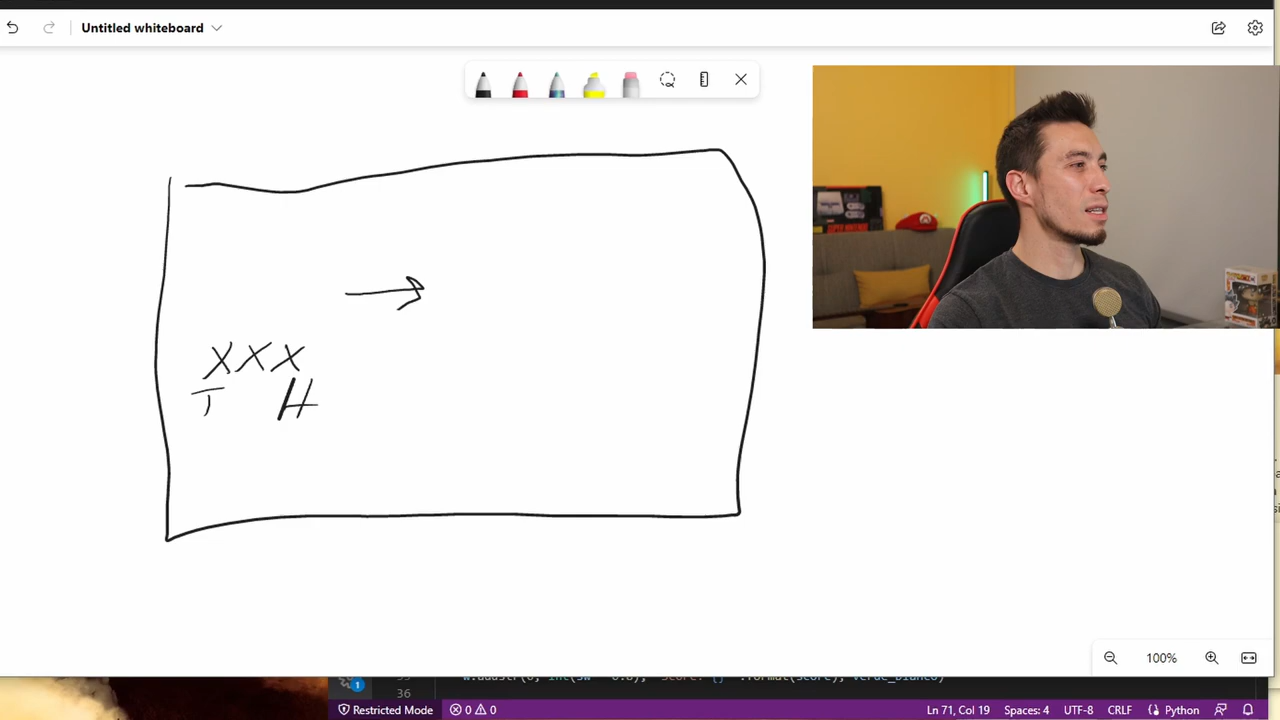 Untitled whiteboard
XXX
T H
100%
36
Restricted Mode
0 0
Ln 71, Col 19 Spaces: 4 UTF-8 CRLF Python
1